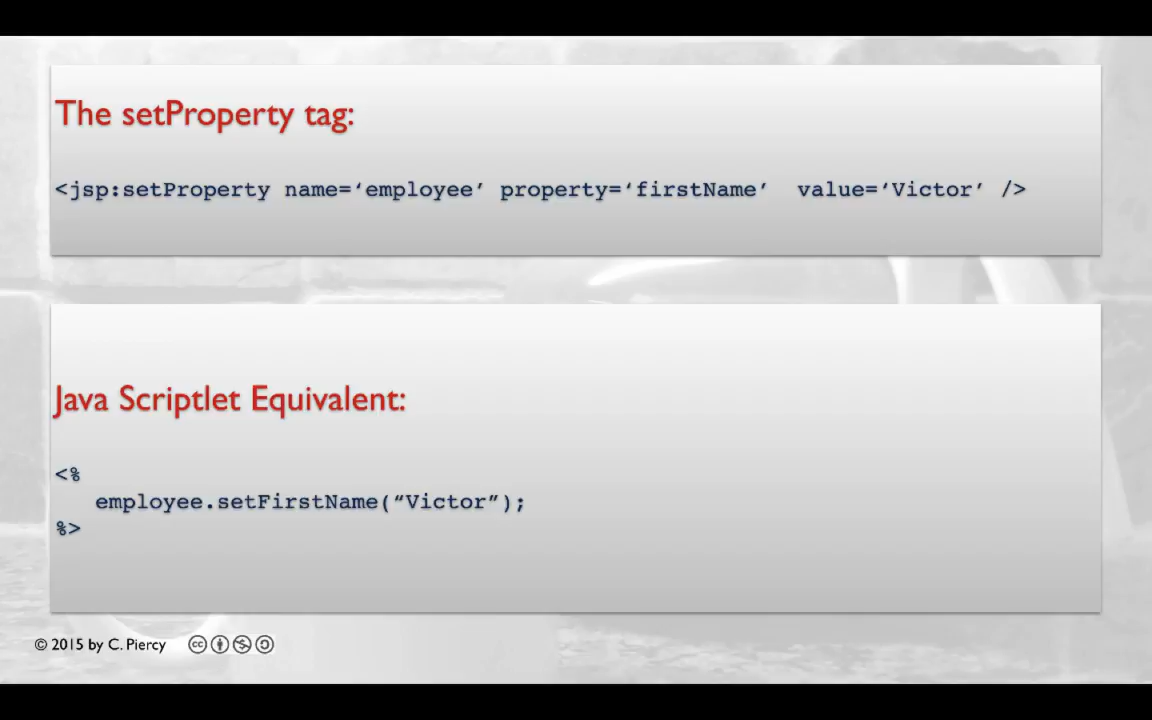 The setProperty tag:
<jsp:setProperty name=‘employee’ property=‘firstName’  value=‘Victor’ />
Java Scriptlet Equivalent:
<%
   employee.setFirstName(“Victor”);
%>
© 2015 by C. Piercy